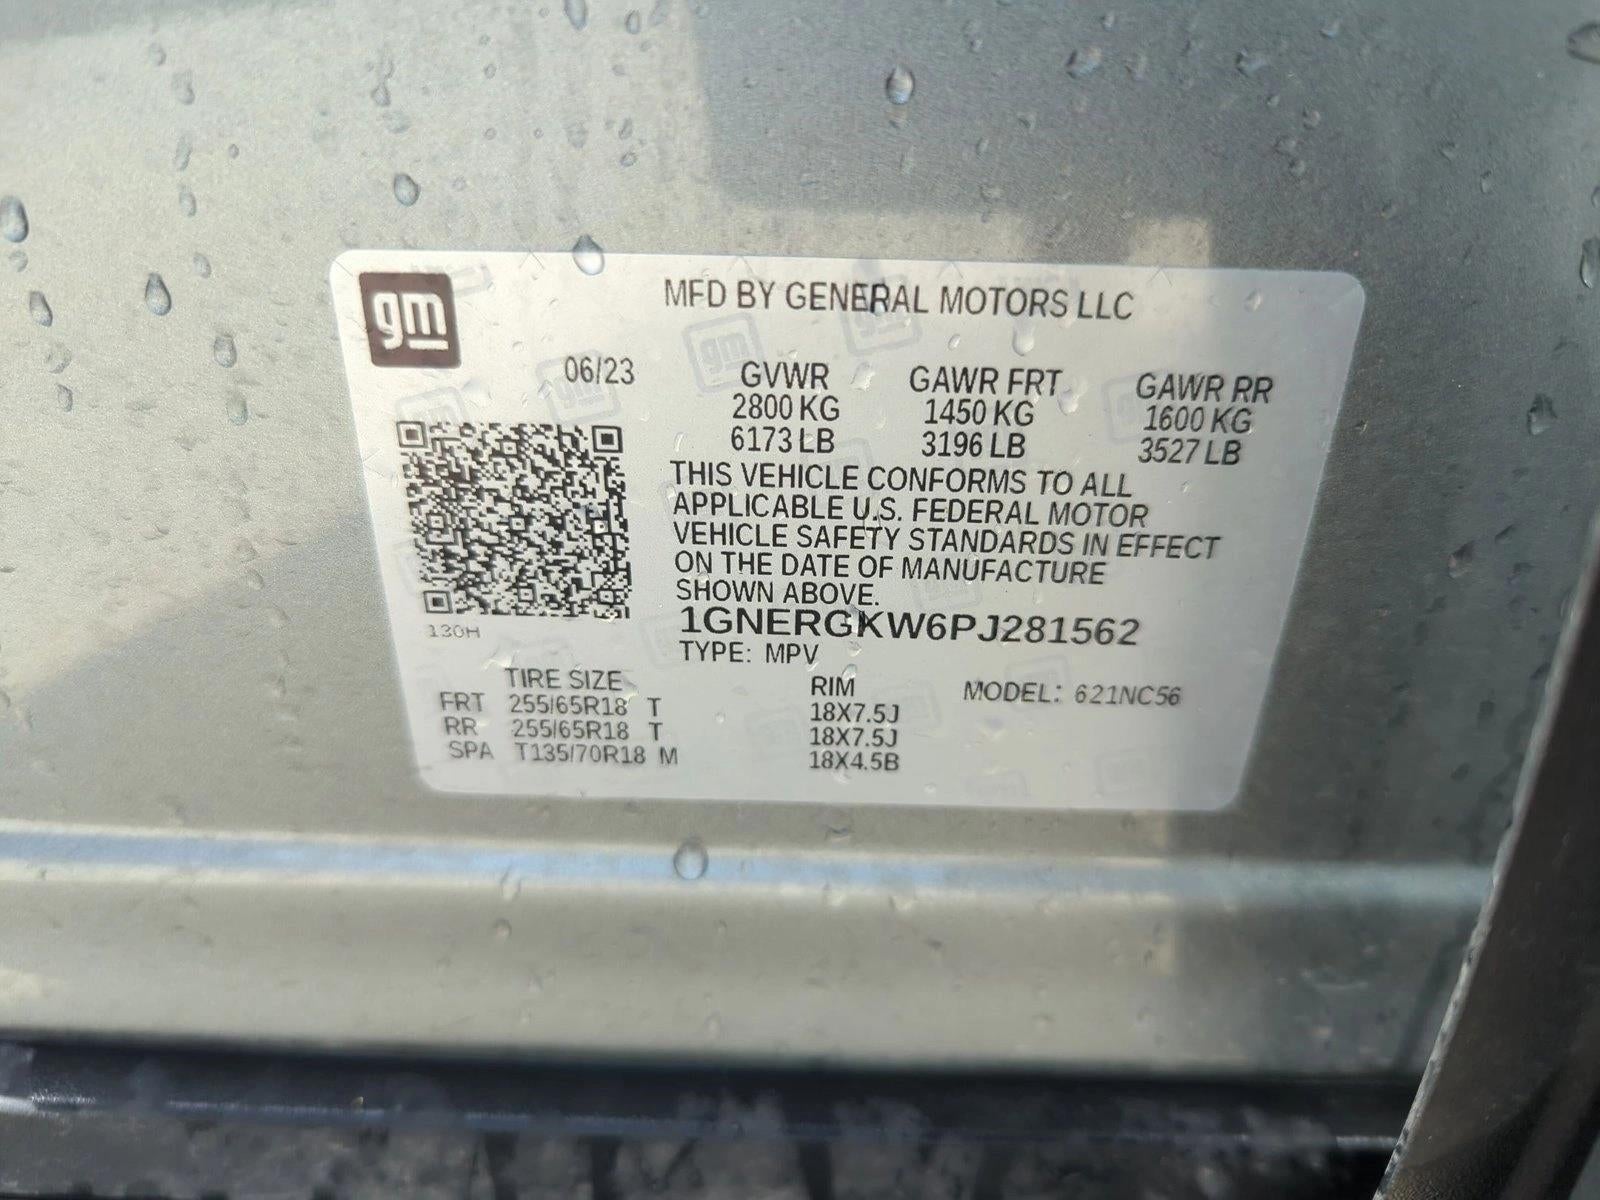 gm
MFD BY GENERAL MOTORS LLC
06/23 GVWR GAWR FRT GAWR RR
2800 KG 1450 KG 1600 KG
6173 LB 3196 LB 3527 LB
THIS VEHICLE CONFORMS TO ALL
APPLICABLE U.S. FEDERAL MOTOR
VEHICLE SAFETY STANDARDS IN EFFECT
ON THE DATE OF MANUFACTURE
SHOWN ABOVE.
1GNERGKW6PJ281562
130H
TYPE: MPV
TIRE SIZE RIM MODEL: 621NC56
FRT 255/65R18 T 18X7.5J
RR 255/65R18 T 18X7.5J
SPA T135/70R18 M 18X4.5B